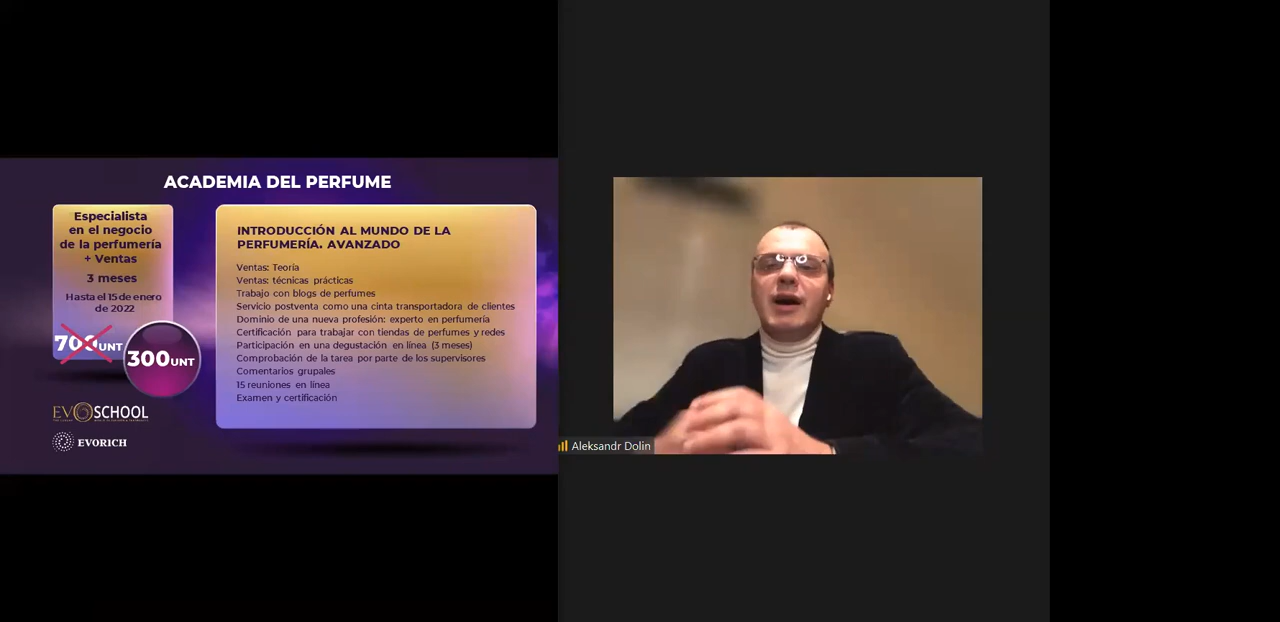 ACADEMIA DEL PERFUME
Especialista
en el negocio
de la perfumería
+ Ventas
3 meses
Hasta el 15 de enero
de 2022
700UNT
300UNT
EVOSCHOOL
EVORICH
INTRODUCCIÓN AL MUNDO DE LA
PERFUMERÍA. AVANZADO
Ventas: Teoría
Ventas: técnicas prácticas
Trabajo con blogs de perfumes
Servicio postventa como una cinta transportadora de clientes
Dominio de una nueva profesión: experto en perfumería
Certificación para trabajar con tiendas de perfumes y redes
Participación en una degustación en línea (3 meses)
Comprobación de la tarea por parte de los supervisores
Comentarios grupales
15 reuniones en línea
Examen y certificación
Aleksandr Dolin